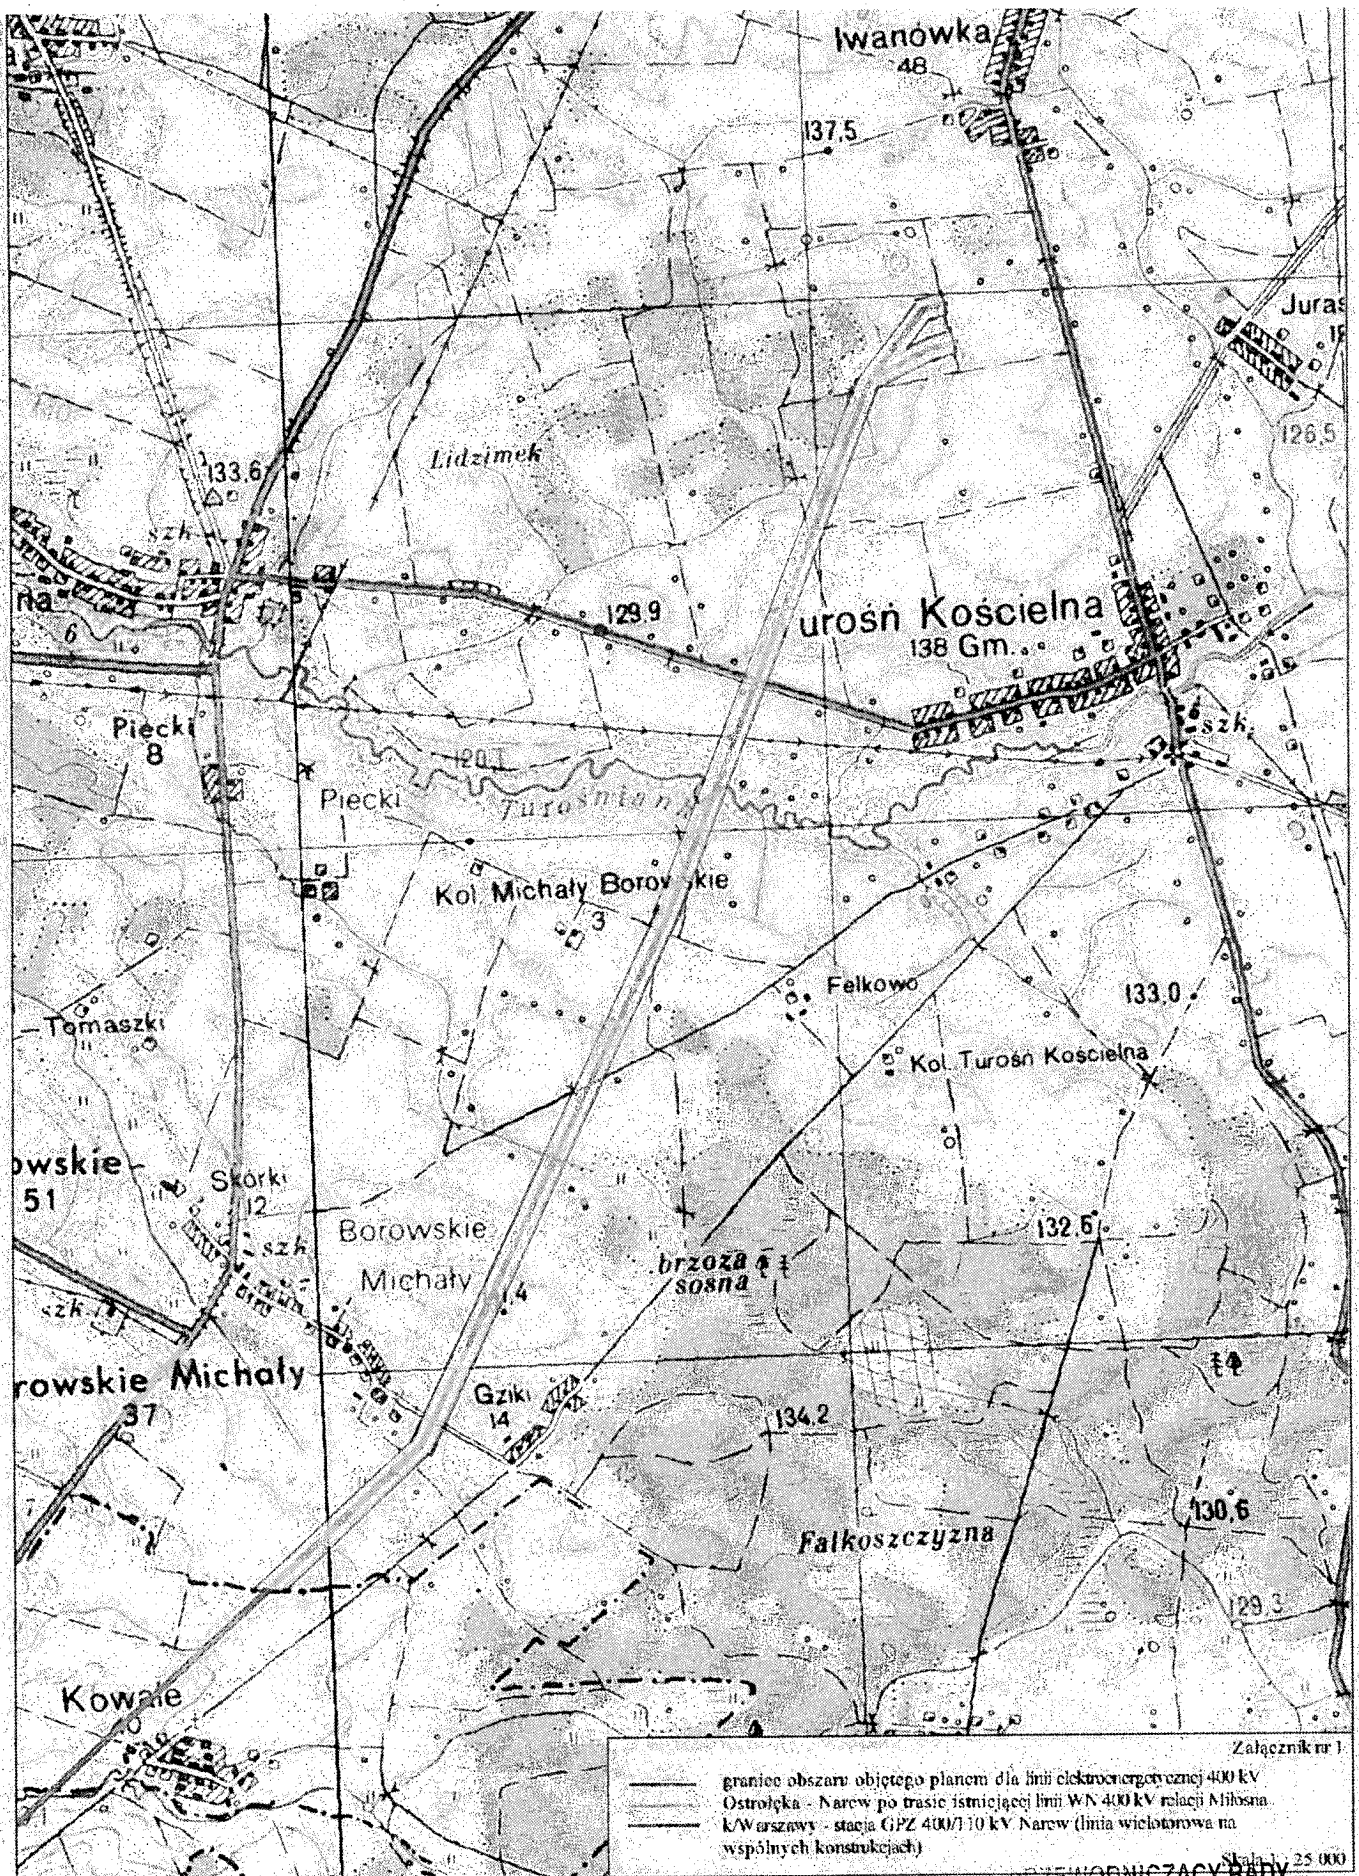 Iwanówka
48
137,5
Juras
126,5
Lidzimek
133,6
szk
na
6
129.9
urośń Kościelna
138 Gm.
szk.
Piecki
8
Piecki
Kol. Michały Borowskie
3
Felkowo
133,0
Tomaszki
Kol. Turośń Kościelna
owskie
51
Skórki
12
szk
Borowskie
Michały
132.6
brzoza
sosna
szk.
rowskie Michały
37
Gziki
14
134.2
130,6
Falkoszczyzna
129 3
Kowale
Załącznik nr 1
granice obszaru objętego planem dla linii elektroenergetycznej 400 kV
Ostrołęka - Narew po trasie istniejącej linii WN 400 kV relacji Miłosna
k/Warszawy - stacja GPZ 400/110 kV Narew (linia wielotorowa na
wspólnych konstrukcjach)
Skala 1 : 25 000